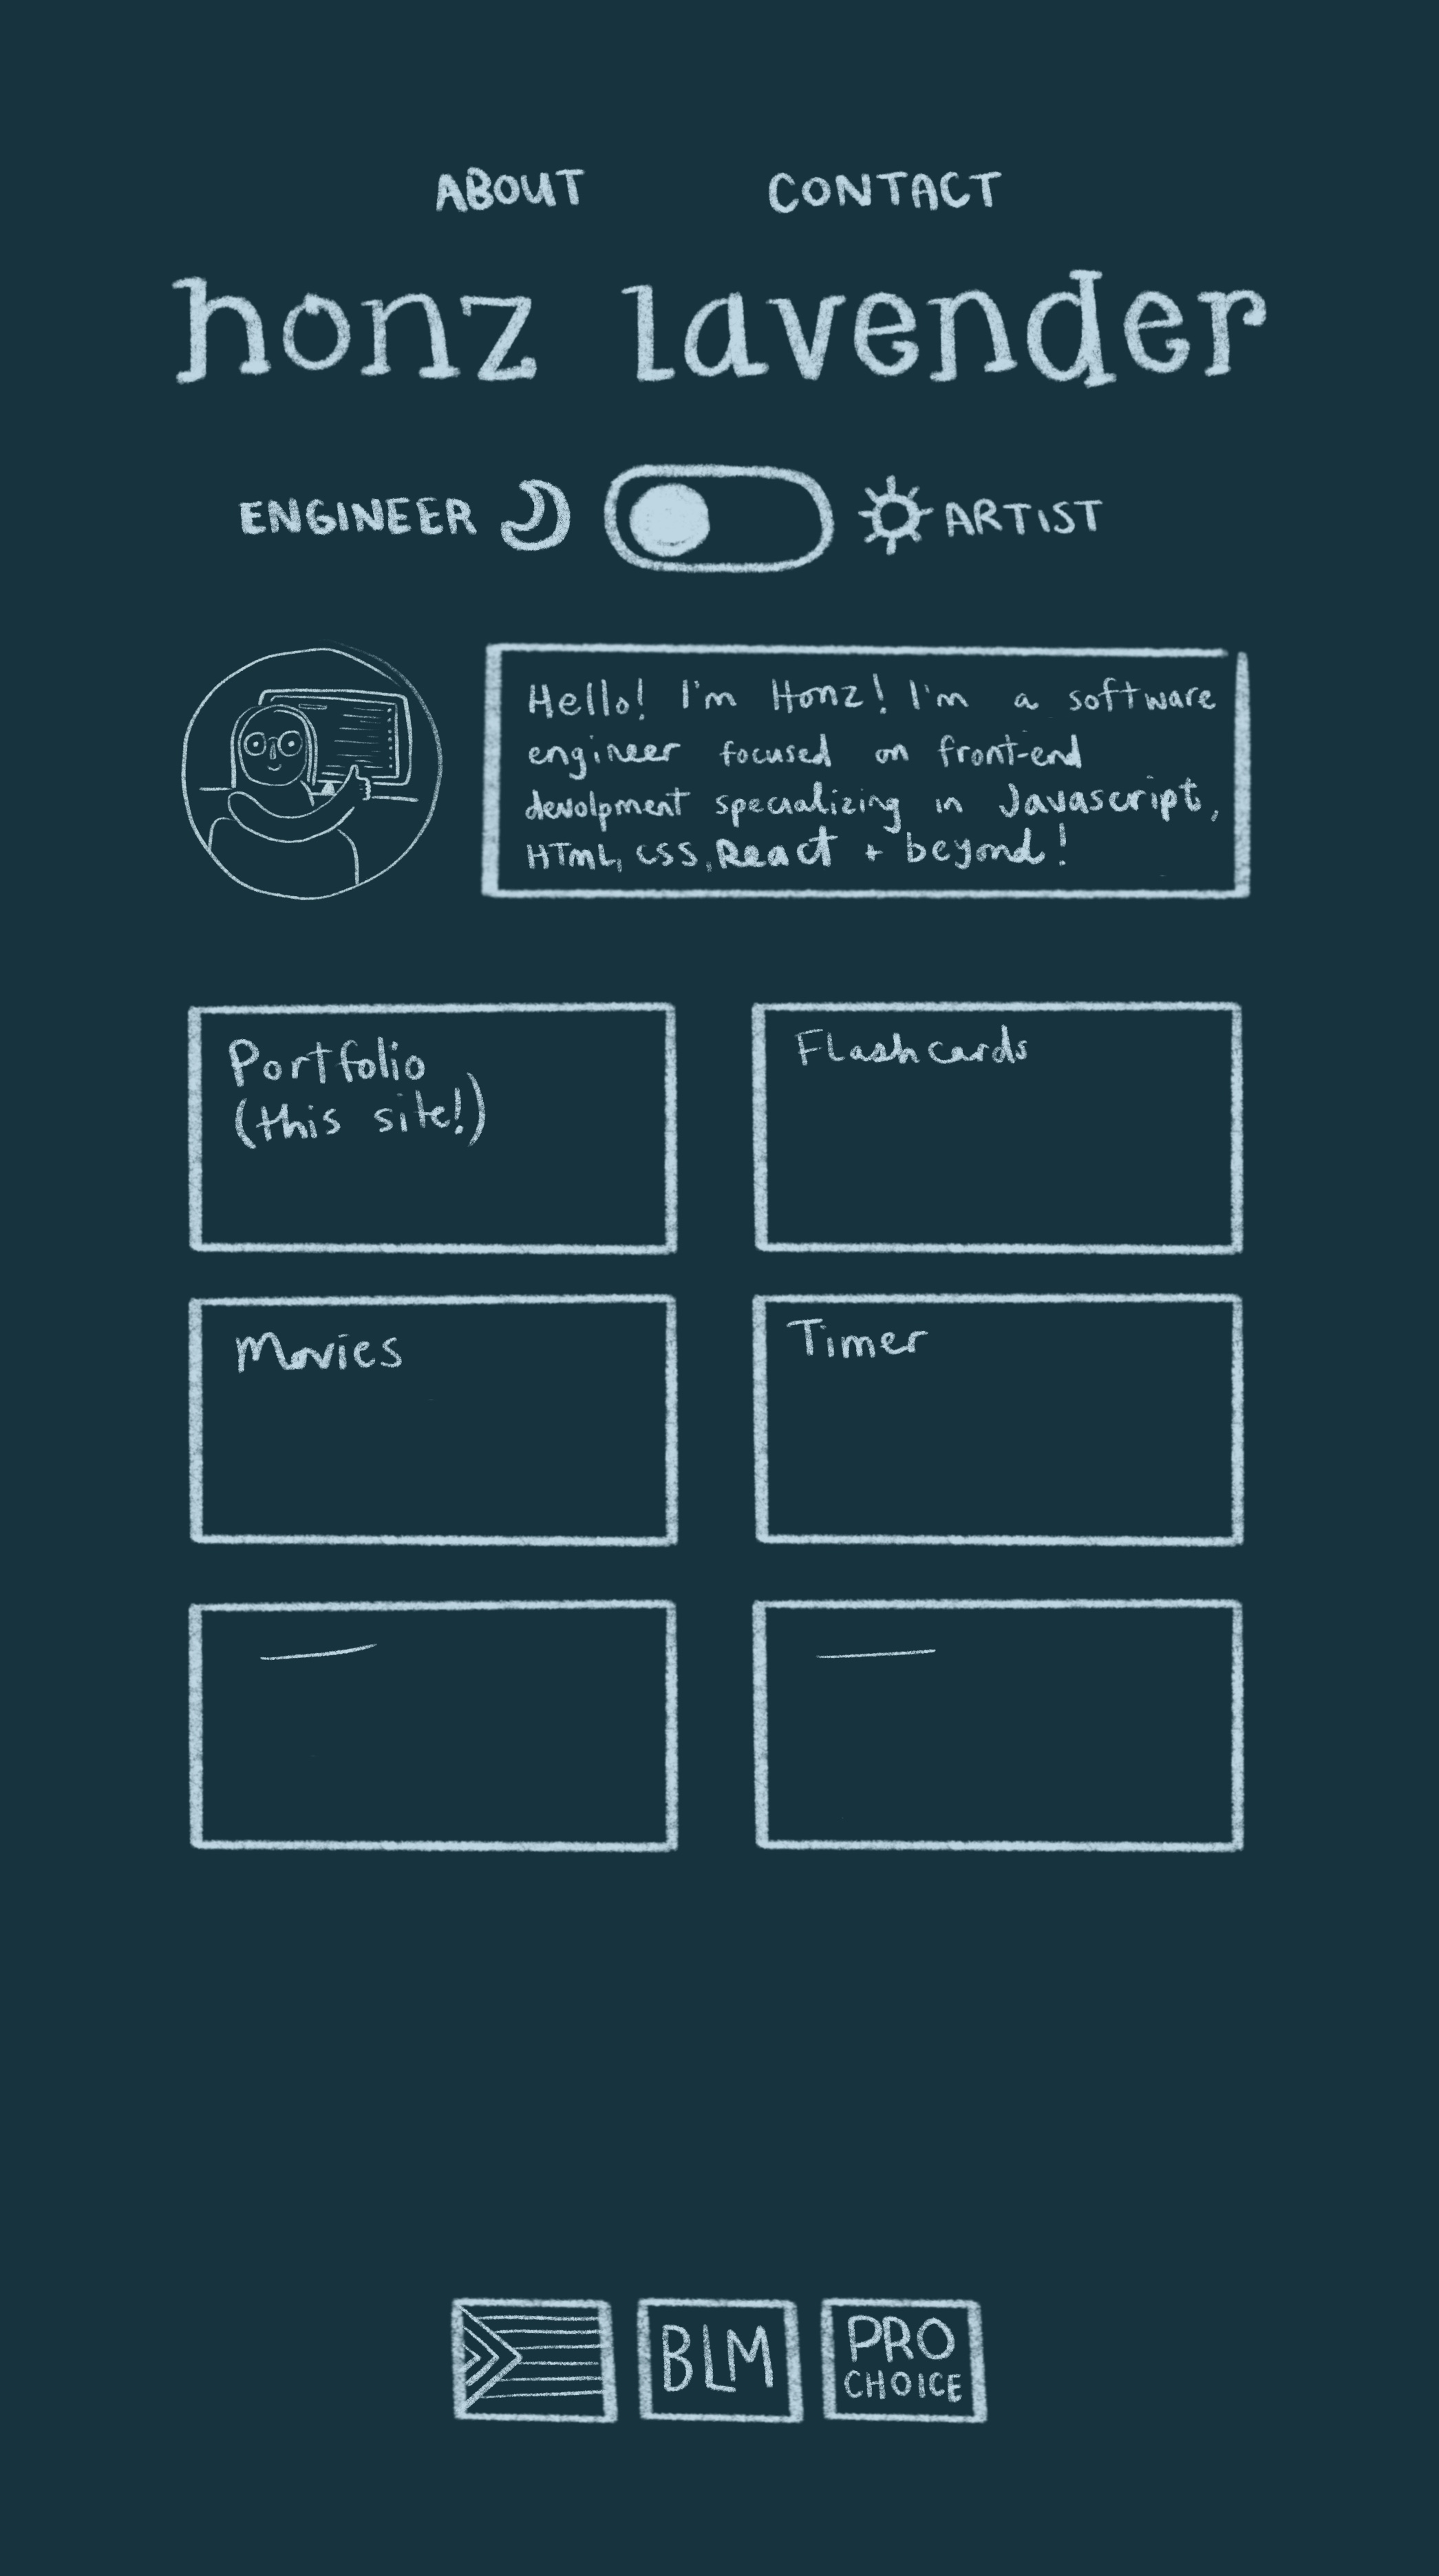 ABOUT CONTACT
honz lavender
ENGINEER ARTIST
Hello! I'm Honz! I'm a software
engineer focused on front-end
devolpment specializing in Javascript,
HTML, CSS, React + beyond!
Portfolio
(this site!)
Flashcards
Movies
Timer
BLM
PRO
CHOICE